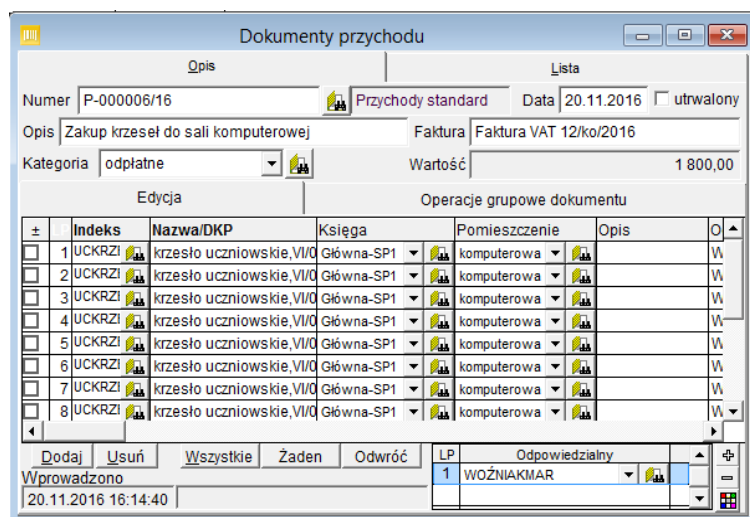 Dokumenty przychodu
Opis Lista
Numer P-000006/16 Przychody standard Data 20.11.2016 utrwalony
Opis Zakup krzeseł do sali komputerowej Faktura Faktura VAT 12/ko/2016
Kategoria odpłatne Wartość 1 800,00
Edycja Operacje grupowe dokumentu
± LP Indeks Nazwa/DKP Księga Pomieszczenie Opis O
1 UCKRZI krzesło uczniowskie,VI/0 Główna-SP1 komputerowa W
2 UCKRZI krzesło uczniowskie,VI/0 Główna-SP1 komputerowa W
3 UCKRZI krzesło uczniowskie,VI/0 Główna-SP1 komputerowa W
4 UCKRZI krzesło uczniowskie,VI/0 Główna-SP1 komputerowa W
5 UCKRZI krzesło uczniowskie,VI/0 Główna-SP1 komputerowa W
6 UCKRZI krzesło uczniowskie,VI/0 Główna-SP1 komputerowa W
7 UCKRZI krzesło uczniowskie,VI/0 Główna-SP1 komputerowa W
8 UCKRZI krzesło uczniowskie,VI/0 Główna-SP1 komputerowa W
Dodaj Usuń Wszystkie Żaden Odwróć LP Odpowiedzialny
Wprowadzono 1 WOŹNIAKMAR
20.11.2016 16:14:40